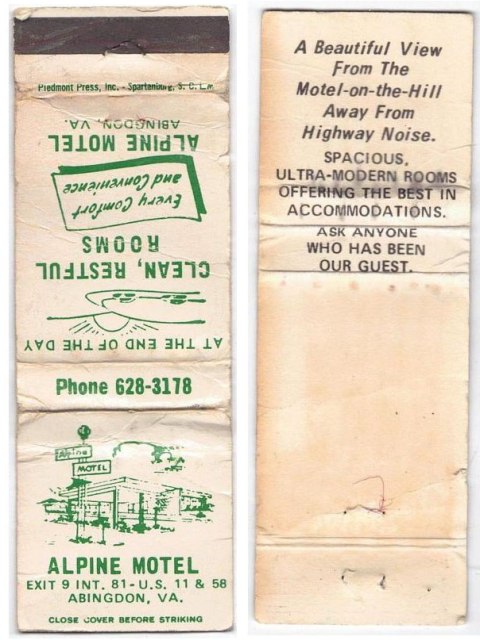 Piedmont Press, Inc. - Spartanburg, S. C.
AT THE END OF THE DAY
CLEAN, RESTFUL
ROOMS
Every Comfort
and Convenience
ALPINE MOTEL
ABINGDON, VA.
Phone 628-3178
Alpine
MOTEL
ALPINE MOTEL
EXIT 9 INT. 81 - U.S. 11 & 58
ABINGDON, VA.
CLOSE COVER BEFORE STRIKING
A Beautiful View
From The
Motel-on-the-Hill
Away From
Highway Noise.
SPACIOUS,
ULTRA-MODERN ROOMS
OFFERING THE BEST IN
ACCOMMODATIONS.
ASK ANYONE
WHO HAS BEEN
OUR GUEST.